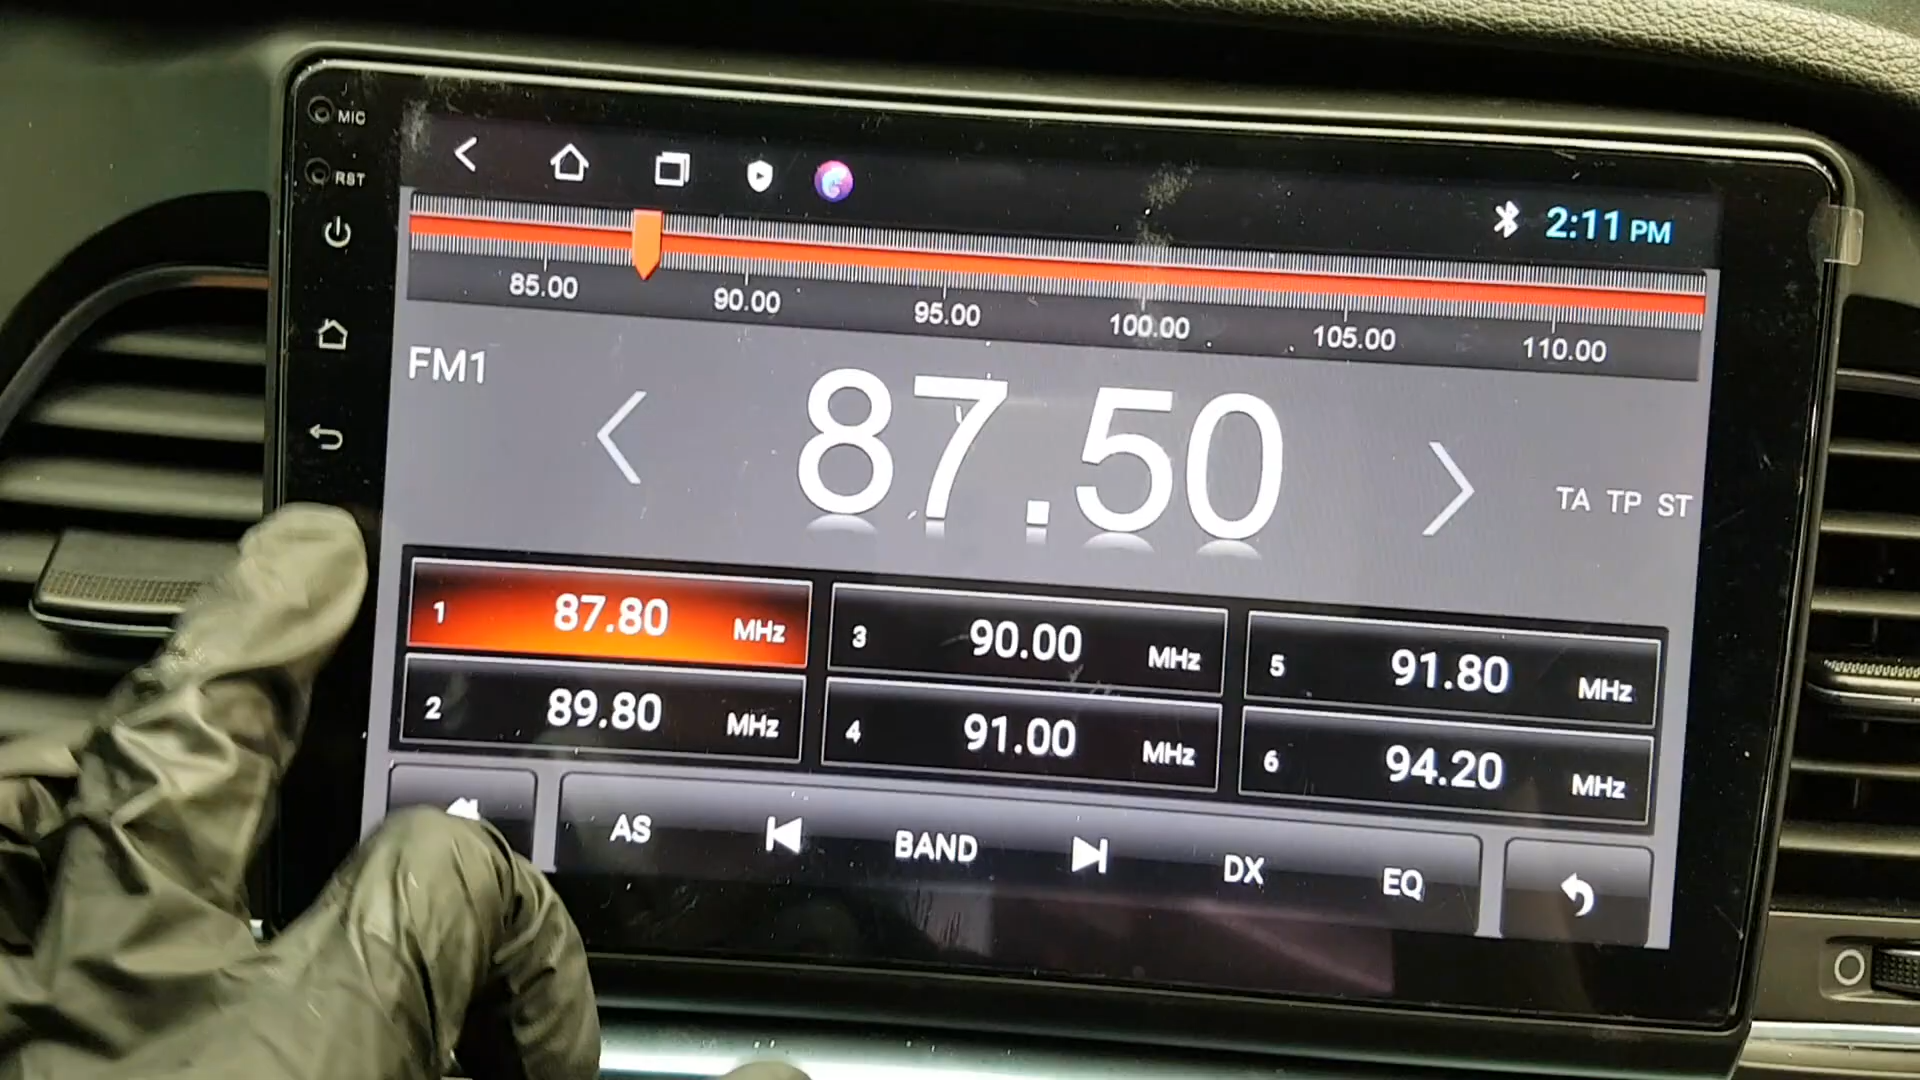 MIC
RST
2:11 PM
85.00 90.00 95.00 100.00 105.00 110.00
FM1
87.50
TA TP ST
1 87.80 MHz
3 90.00 MHz
5 91.80 MHz
2 89.80 MHz
4 91.00 MHz
6 94.20 MHz
AS BAND DX EQ